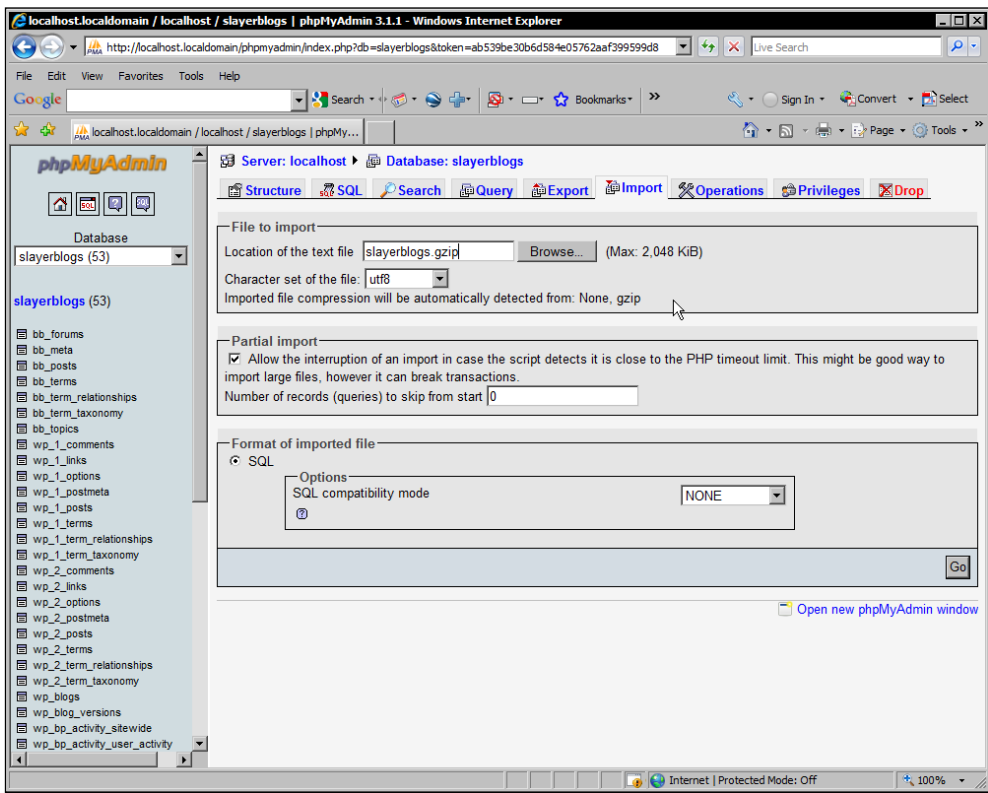 localhost.localdomain / localhost / slayerblogs | phpMyAdmin 3.1.1 - Windows Internet Explorer
http://localhost.localdomain/phpmyadmin/index.php?db=slayerblogs&token=ab539be30b6d584e05762aaf399599d8
Live Search
File Edit View Favorites Tools Help
Google Search Bookmarks Sign In Convert Select
localhost.localdomain / localhost / slayerblogs | phpMy...
Page Tools
phpMyAdmin
Database
slayerblogs (53)
slayerblogs (53)
bb_forums
bb_meta
bb_posts
bb_terms
bb_term_relationships
bb_term_taxonomy
bb_topics
wp_1_comments
wp_1_links
wp_1_options
wp_1_postmeta
wp_1_posts
wp_1_terms
wp_1_term_relationships
wp_1_term_taxonomy
wp_2_comments
wp_2_links
wp_2_options
wp_2_postmeta
wp_2_posts
wp_2_terms
wp_2_term_relationships
wp_2_term_taxonomy
wp_blogs
wp_blog_versions
wp_bp_activity_sitewide
wp_bp_activity_user_activity
Server: localhost Database: slayerblogs
Structure SQL Search Query Export Import Operations Privileges Drop
File to import
Location of the text file slayerblogs.gzip Browse... (Max: 2,048 KiB)
Character set of the file: utf8
Imported file compression will be automatically detected from: None, gzip
Partial import
Allow the interruption of an import in case the script detects it is close to the PHP timeout limit. This might be good way to
import large files, however it can break transactions.
Number of records (queries) to skip from start 0
Format of imported file
SQL
Options
SQL compatibility mode NONE
Go
Open new phpMyAdmin window
Internet | Protected Mode: Off 100%